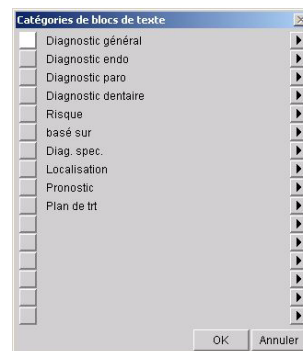 Catégories de blocs de texte
Diagnostic général
Diagnostic endo
Diagnostic paro
Diagnostic dentaire
Risque
basé sur
Diag. spec.
Localisation
Pronostic
Plan de trt
OK Annuler